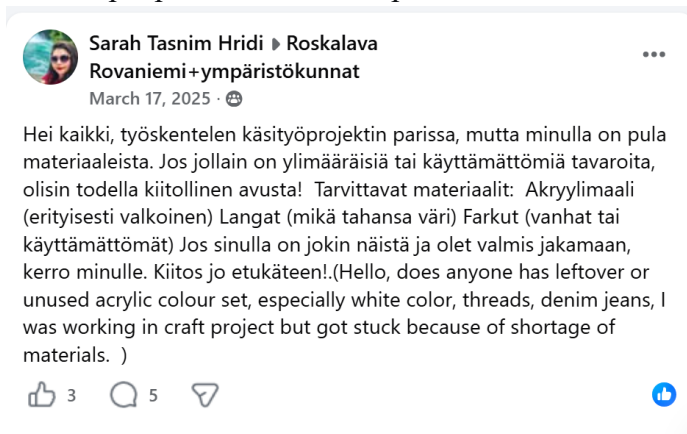 Sarah Tasnim Hridi ▸ Roskalava
Rovaniemi+ympäristökunnat
March 17, 2025 ·
Hei kaikki, työskentelen käsityöprojektin parissa, mutta minulla on pula
materiaaleista. Jos jollain on ylimääräisiä tai käyttämättömiä tavaroita,
olisin todella kiitollinen avusta!  Tarvittavat materiaalit:  Akryylimaali
(erityisesti valkoinen) Langat (mikä tahansa väri) Farkut (vanhat tai
käyttämättömät) Jos sinulla on jokin näistä ja olet valmis jakamaan,
kerro minulle. Kiitos jo etukäteen!.(Hello, does anyone has leftover or
unused acrylic colour set, especially white color, threads, denim jeans, I
was working in craft project but got stuck because of shortage of
materials.  )
3 5